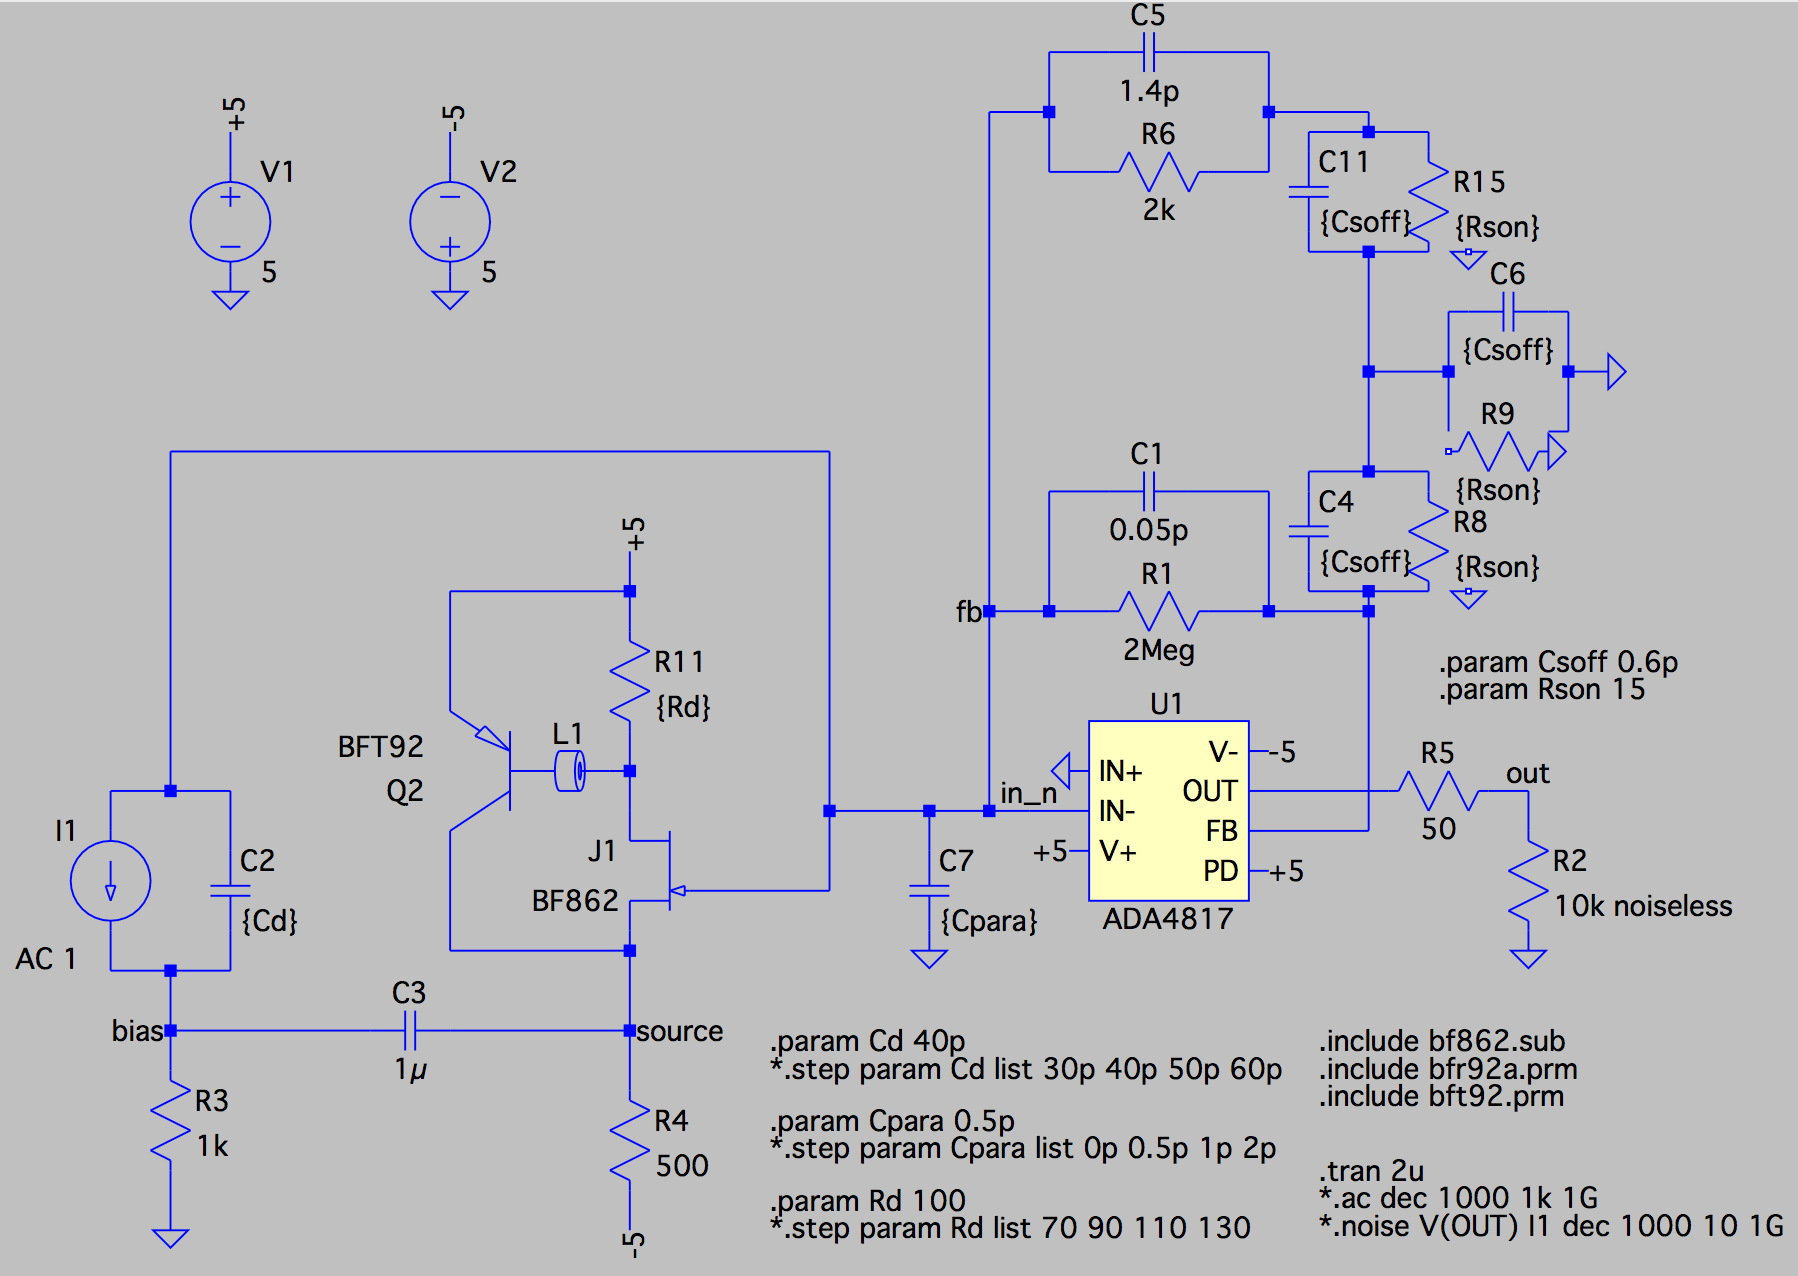 C5
1.4p
R6
2k
+5
V1
5
-5
V2
5
C11
{Csoff}
R15
{Rson}
C6
{Csoff}
R9
{Rson}
C1
0.05p
R1
2Meg
C4
{Csoff}
R8
{Rson}
fb
.param Csoff 0.6p
.param Rson 15
+5
R11
{Rd}
L1
BFT92
Q2
J1
BF862
I1
AC 1
C2
{Cd}
in_n
C7
{Cpara}
U1
IN+
IN-
V+
V-
OUT
FB
PD
+5
-5
+5
ADA4817
R5
50
out
R2
10k noiseless
C3
1µ
bias
source
R3
1k
R4
500
-5
.param Cd 40p
*.step param Cd list 30p 40p 50p 60p
.param Cpara 0.5p
*.step param Cpara list 0p 0.5p 1p 2p
.param Rd 100
*.step param Rd list 70 90 110 130
.include bf862.sub
.include bfr92a.prm
.include bft92.prm
.tran 2u
*.ac dec 1000 1k 1G
*.noise V(OUT) I1 dec 1000 10 1G